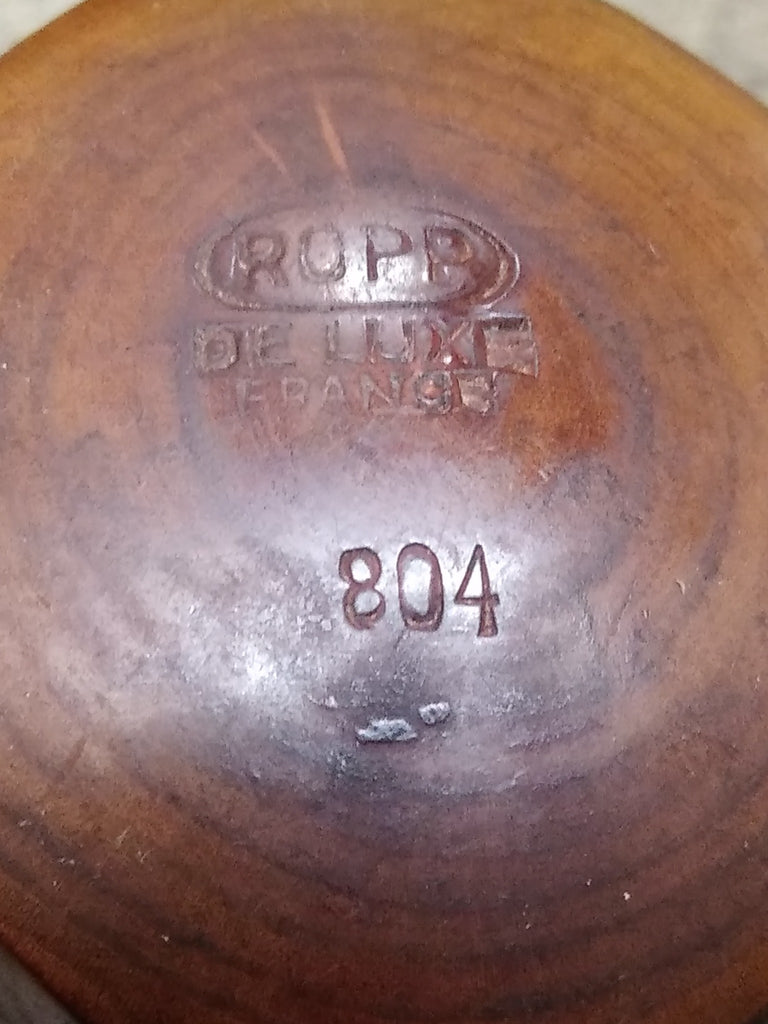 ROPP
DE LUXE
FRANCE
804